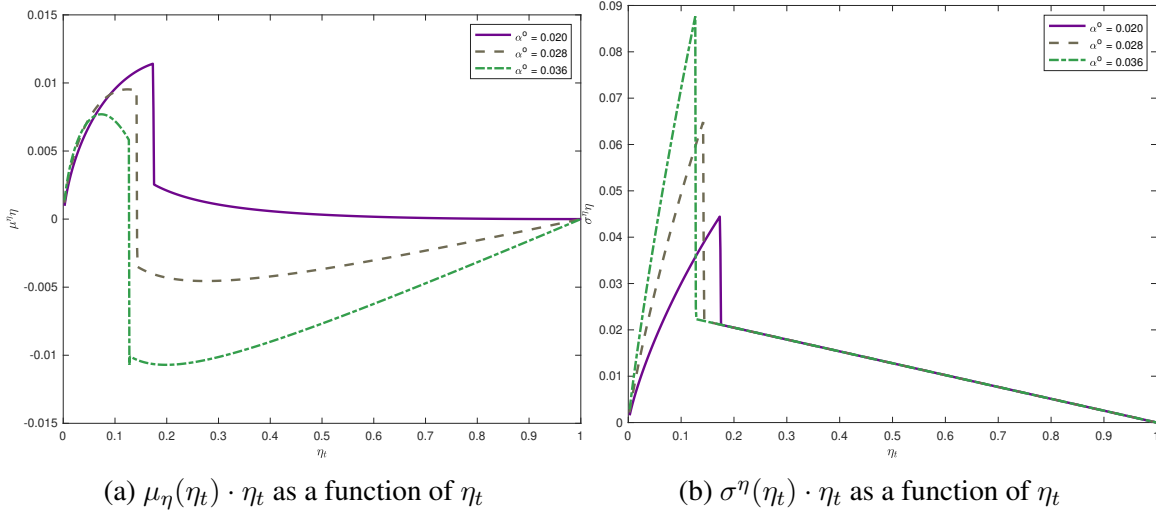 0.015
0.01
0.005
0
-0.005
-0.01
-0.015
μ^η η
0 0.1 0.2 0.3 0.4 0.5 0.6 0.7 0.8 0.9 1
η_t
α^o = 0.020
α^o = 0.028
α^o = 0.036
(a) μ_η(η_t) · η_t as a function of η_t
0.09
0.08
0.07
0.06
0.05
0.04
0.03
0.02
0.01
0
σ^η η
0 0.1 0.2 0.3 0.4 0.5 0.6 0.7 0.8 0.9 1
η_t
α^o = 0.020
α^o = 0.028
α^o = 0.036
(b) σ^η(η_t) · η_t as a function of η_t